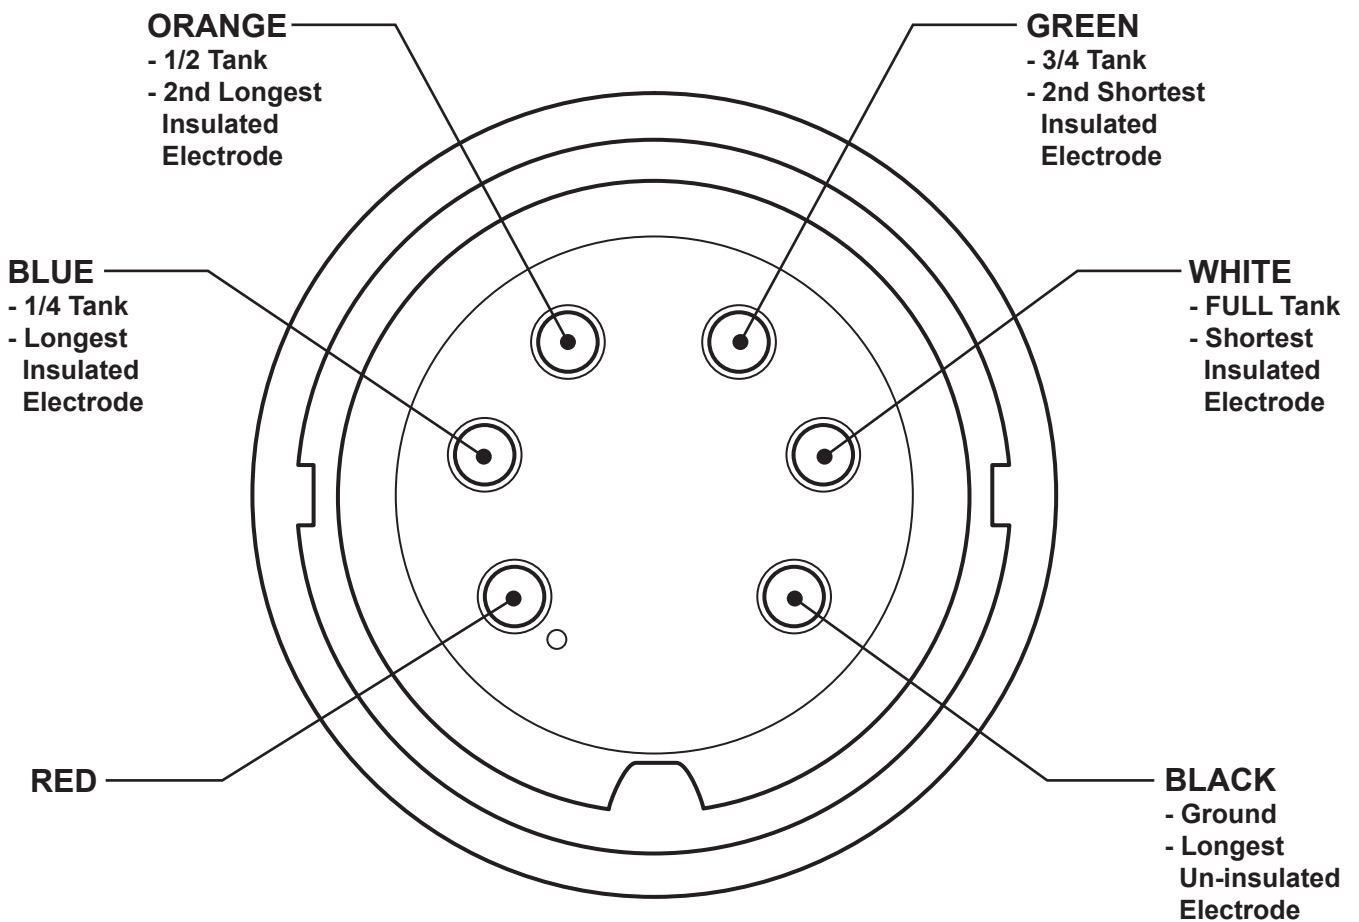 ORANGE
- 1/2 Tank
- 2nd Longest
Insulated
Electrode
GREEN
- 3/4 Tank
- 2nd Shortest
Insulated
Electrode
BLUE
- 1/4 Tank
- Longest
Insulated
Electrode
WHITE
- FULL Tank
- Shortest
Insulated
Electrode
RED
BLACK
- Ground
- Longest
Un-insulated
Electrode